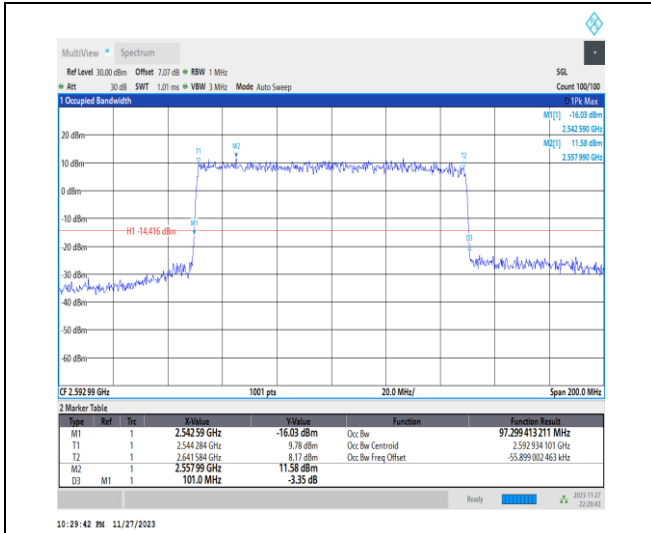 MultiView Spectrum
Ref Level 30.00 dBm Offset 7.07 dB RBW 1 MHz SGL
Att 30 dB SWT 1.01 ms VBW 3 MHz Mode Auto Sweep Count 100/100
1 Occupied Bandwidth 1Pk Max
M1[1] -16.03 dBm
2.542 590 GHz
M2[1] 11.58 dBm
2.557 990 GHz
20 dBm
T1 M2 T2
10 dBm
0 dBm
-10 dBm
M1
H1 -14.416 dBm
D3
-20 dBm
-30 dBm
-40 dBm
-50 dBm
-60 dBm
CF 2.592 99 GHz 1001 pts 20.0 MHz/ Span 200.0 MHz
2 Marker Table
Type Ref Trc X-Value Y-Value Function Function Result
M1 1 2.542 59 GHz -16.03 dBm Occ Bw 97.299 413 211 MHz
T1 1 2.544 284 GHz 9.78 dBm Occ Bw Centroid 2.592 934 101 GHz
T2 1 2.641 584 GHz 8.17 dBm Occ Bw Freq Offset -55.899 002 463 kHz
M2 1 2.557 99 GHz 11.58 dBm
D3 M1 1 101.0 MHz -3.35 dB
Ready 2023-11-27
22:29:42
10:29:42 PM 11/27/2023